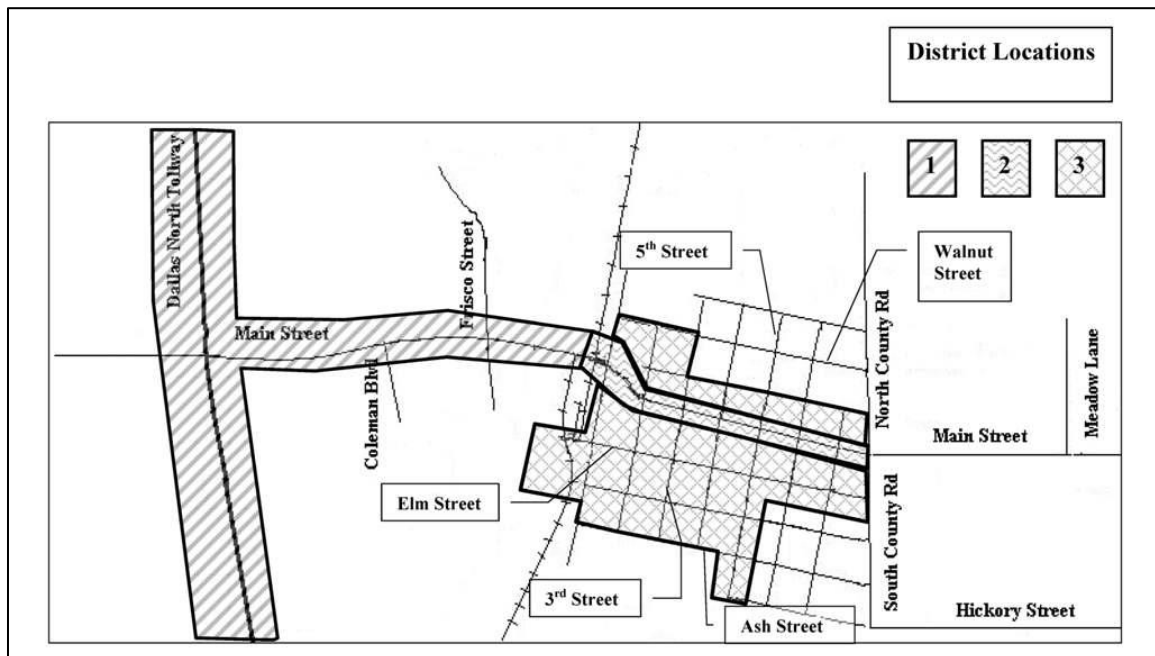 District Locations
1
2
3
Dallas North Tollway
Frisco Street
5th Street
Walnut
Street
North County Rd
Meadow Lane
Main Street
Coleman Blvd
Main Street
Elm Street
South County Rd
3rd Street
Ash Street
Hickory Street